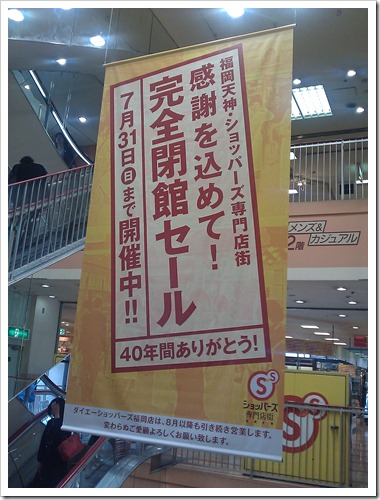 福岡天神・ショッパーズ専門店街
感謝を込めて！
完全閉館セール
7月31日(日)まで開催中!!
40年間ありがとう！
S S
ショッパーズ
専門店街
ダイエーショッパーズ福岡店は、8月以降も引き続き営業します。
変わらぬご愛顧よろしくお願い致します。
メンズ&
2階 カジュアル